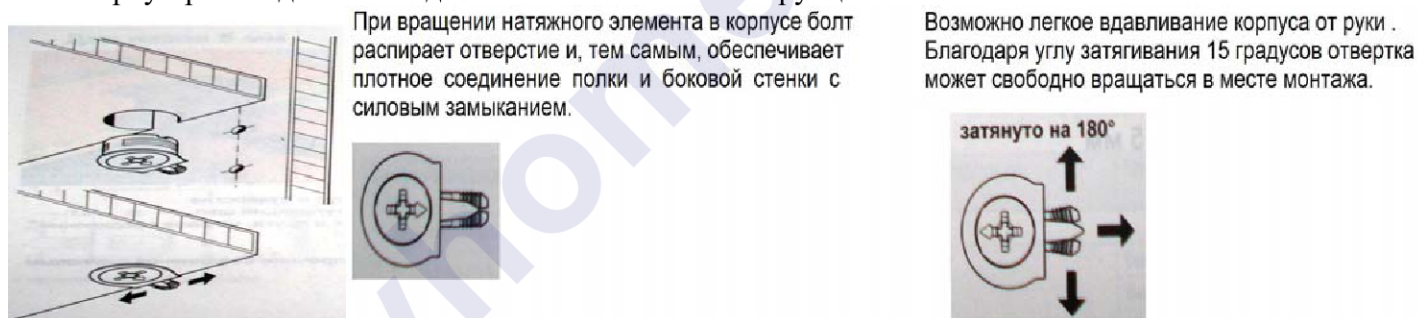 При вращении натяжного элемента в корпусе болт
распирает отверстие и, тем самым, обеспечивает
плотное соединение полки и боковой стенки с
силовым замыканием.
Возможно легкое вдавливание корпуса от руки .
Благодаря углу затягивания 15 градусов отвертка
может свободно вращаться в месте монтажа.
затянуто на 180°